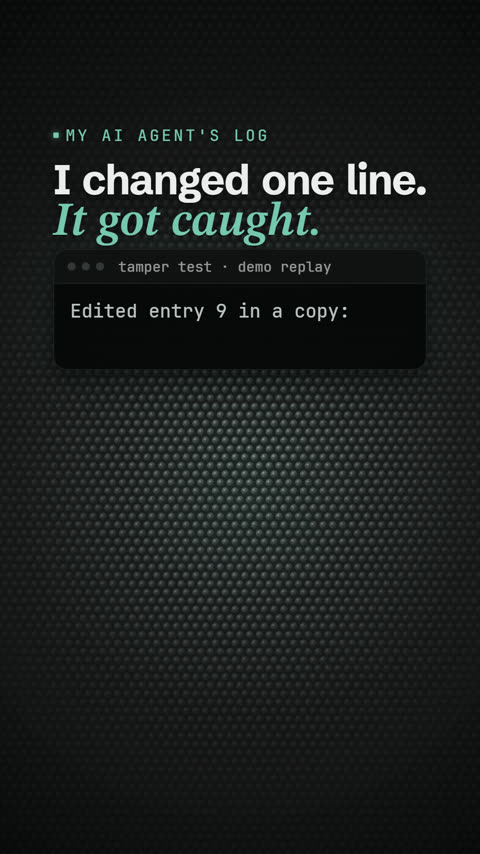 MY AI AGENT'S LOG
I changed one line.
It got caught.
tamper test · demo replay
Edited entry 9 in a copy: